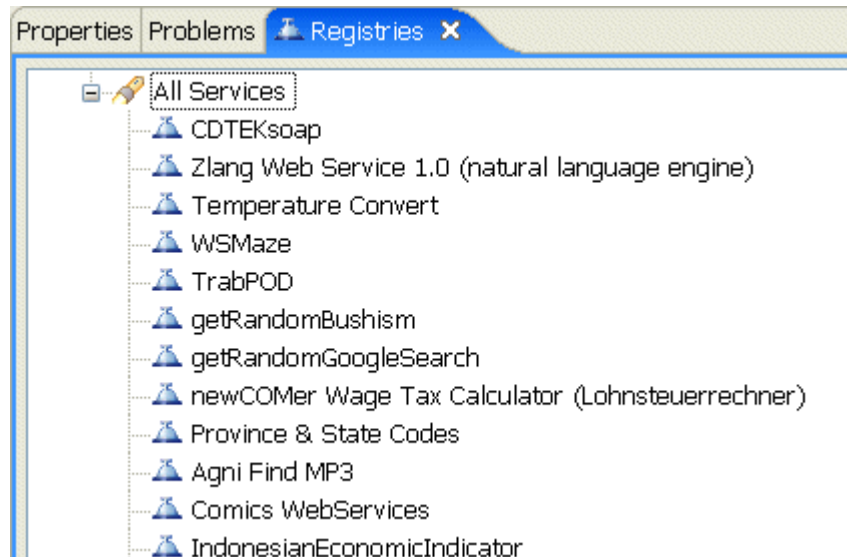 Properties Problems Registries
All Services
CDTEKsoap
Zlang Web Service 1.0 (natural language engine)
Temperature Convert
WSMaze
TrabPOD
getRandomBushism
getRandomGoogleSearch
newCOMer Wage Tax Calculator (Lohnsteuerrechner)
Province & State Codes
Agni Find MP3
Comics WebServices
IndonesianEconomicIndicator